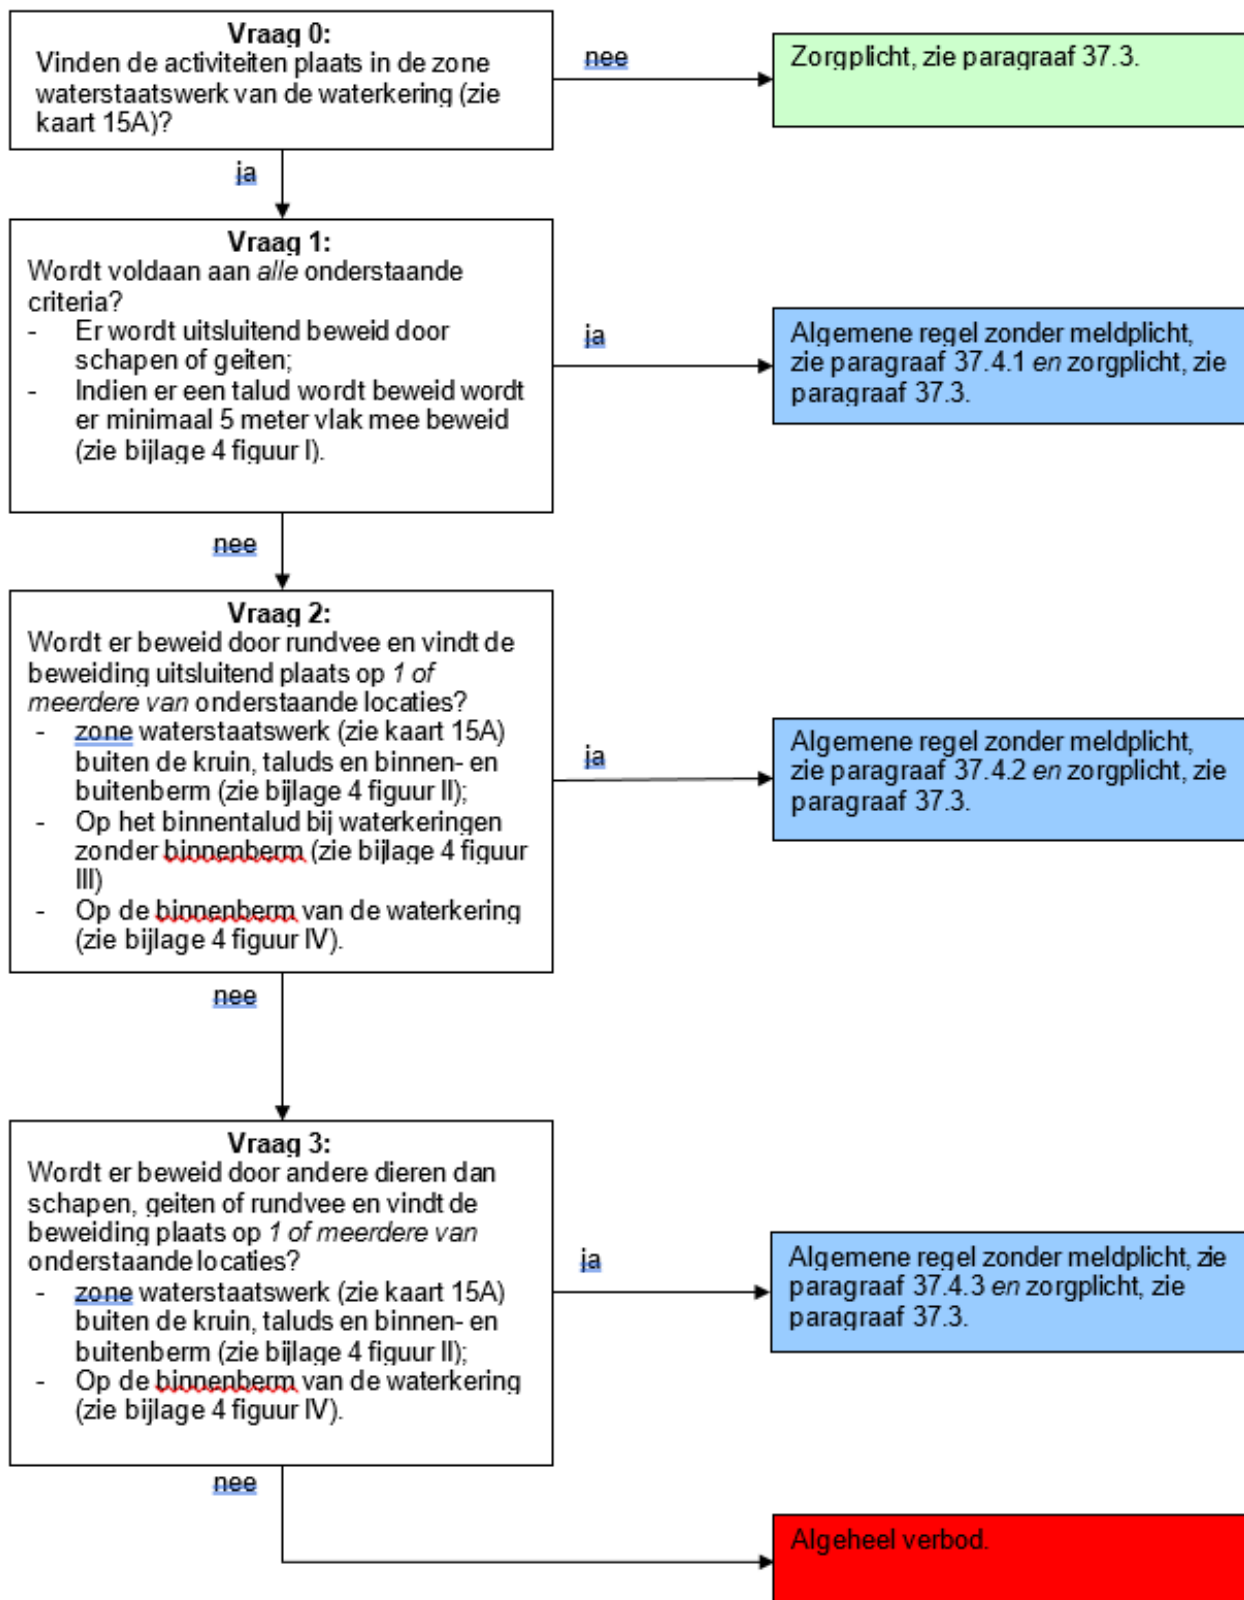 Vraag 0:
Vinden de activiteiten plaats in de zone
waterstaatswerk van de waterkering (zie
kaart 15A)?
nee
Zorgplicht, zie paragraaf 37.3.
ja
Vraag 1:
Wordt voldaan aan alle onderstaande
criteria?
- Er wordt uitsluitend beweid door
schapen of geiten;
- Indien er een talud wordt beweid wordt
er minimaal 5 meter vlak mee beweid
(zie bijlage 4 figuur I).
ja
Algemene regel zonder meldplicht,
zie paragraaf 37.4.1 en zorgplicht, zie
paragraaf 37.3.
nee
Vraag 2:
Wordt er beweid door rundvee en vindt de
beweiding uitsluitend plaats op 1 of
meerdere van onderstaande locaties?
- zone waterstaatswerk (zie kaart 15A)
buiten de kruin, taluds en binnen- en
buitenberm (zie bijlage 4 figuur II);
- Op het binnentalud bij waterkeringen
zonder binnenberm (zie bijlage 4 figuur
III)
- Op de binnenberm van de waterkering
(zie bijlage 4 figuur IV).
ja
Algemene regel zonder meldplicht,
zie paragraaf 37.4.2 en zorgplicht, zie
paragraaf 37.3.
nee
Vraag 3:
Wordt er beweid door andere dieren dan
schapen, geiten of rundvee en vindt de
beweiding plaats op 1 of meerdere van
onderstaande locaties?
- zone waterstaatswerk (zie kaart 15A)
buiten de kruin, taluds en binnen- en
buitenberm (zie bijlage 4 figuur II);
- Op de binnenberm van de waterkering
(zie bijlage 4 figuur IV).
ja
Algemene regel zonder meldplicht, zie
paragraaf 37.4.3 en zorgplicht, zie
paragraaf 37.3.
nee
Algeheel verbod.